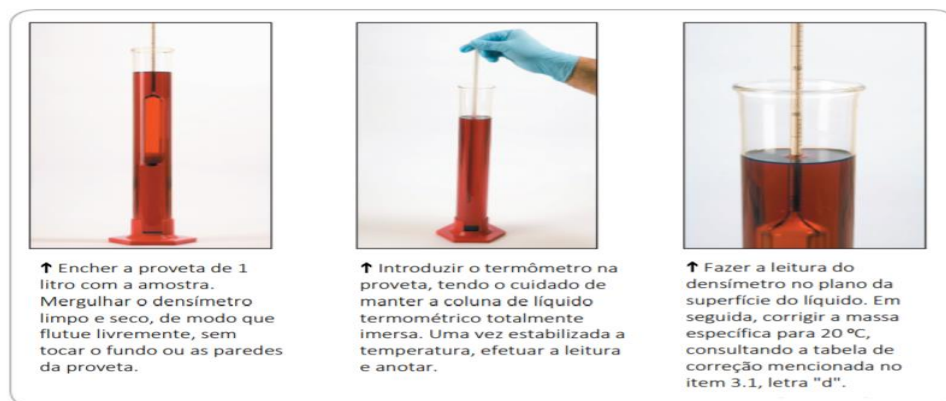 ↑ Encher a proveta de 1
litro com a amostra.
Mergulhar o densímetro
limpo e seco, de modo que
flutue livremente, sem
tocar o fundo ou as paredes
da proveta.
↑ Introduzir o termômetro na
proveta, tendo o cuidado de
manter a coluna de líquido
termométrico totalmente
imersa. Uma vez estabilizada a
temperatura, efetuar a leitura
e anotar.
↑ Fazer a leitura do
densímetro no plano da
superfície do líquido. Em
seguida, corrigir a massa
específica para 20 ºC,
consultando a tabela de
correção mencionada no
item 3.1, letra "d".